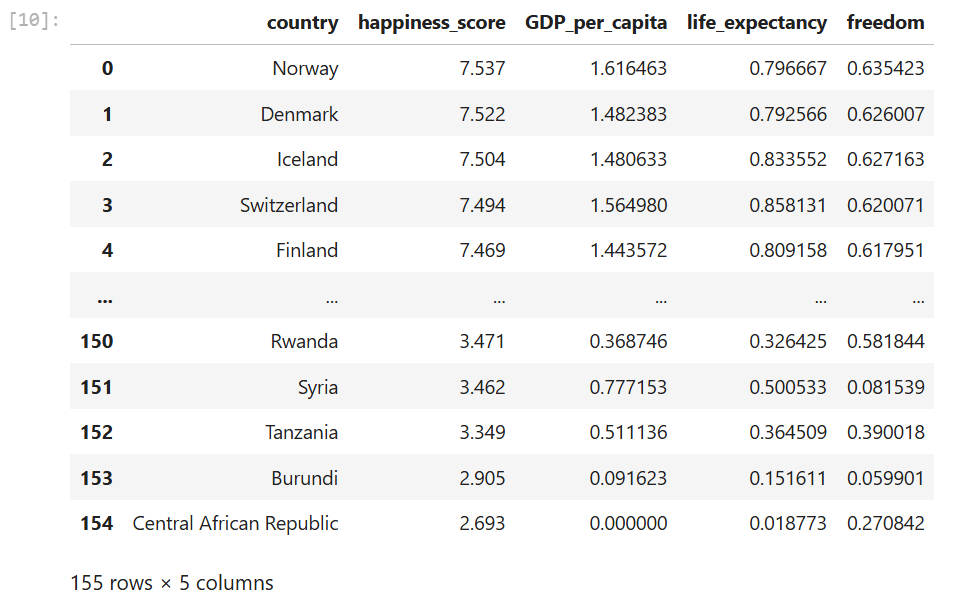 [10]: country happiness_score GDP_per_capita life_expectancy freedom
0 Norway 7.537 1.616463 0.796667 0.635423
1 Denmark 7.522 1.482383 0.792566 0.626007
2 Iceland 7.504 1.480633 0.833552 0.627163
3 Switzerland 7.494 1.564980 0.858131 0.620071
4 Finland 7.469 1.443572 0.809158 0.617951
... ... ... ... ... ...
150 Rwanda 3.471 0.368746 0.326425 0.581844
151 Syria 3.462 0.777153 0.500533 0.081539
152 Tanzania 3.349 0.511136 0.364509 0.390018
153 Burundi 2.905 0.091623 0.151611 0.059901
154 Central African Republic 2.693 0.000000 0.018773 0.270842
155 rows × 5 columns